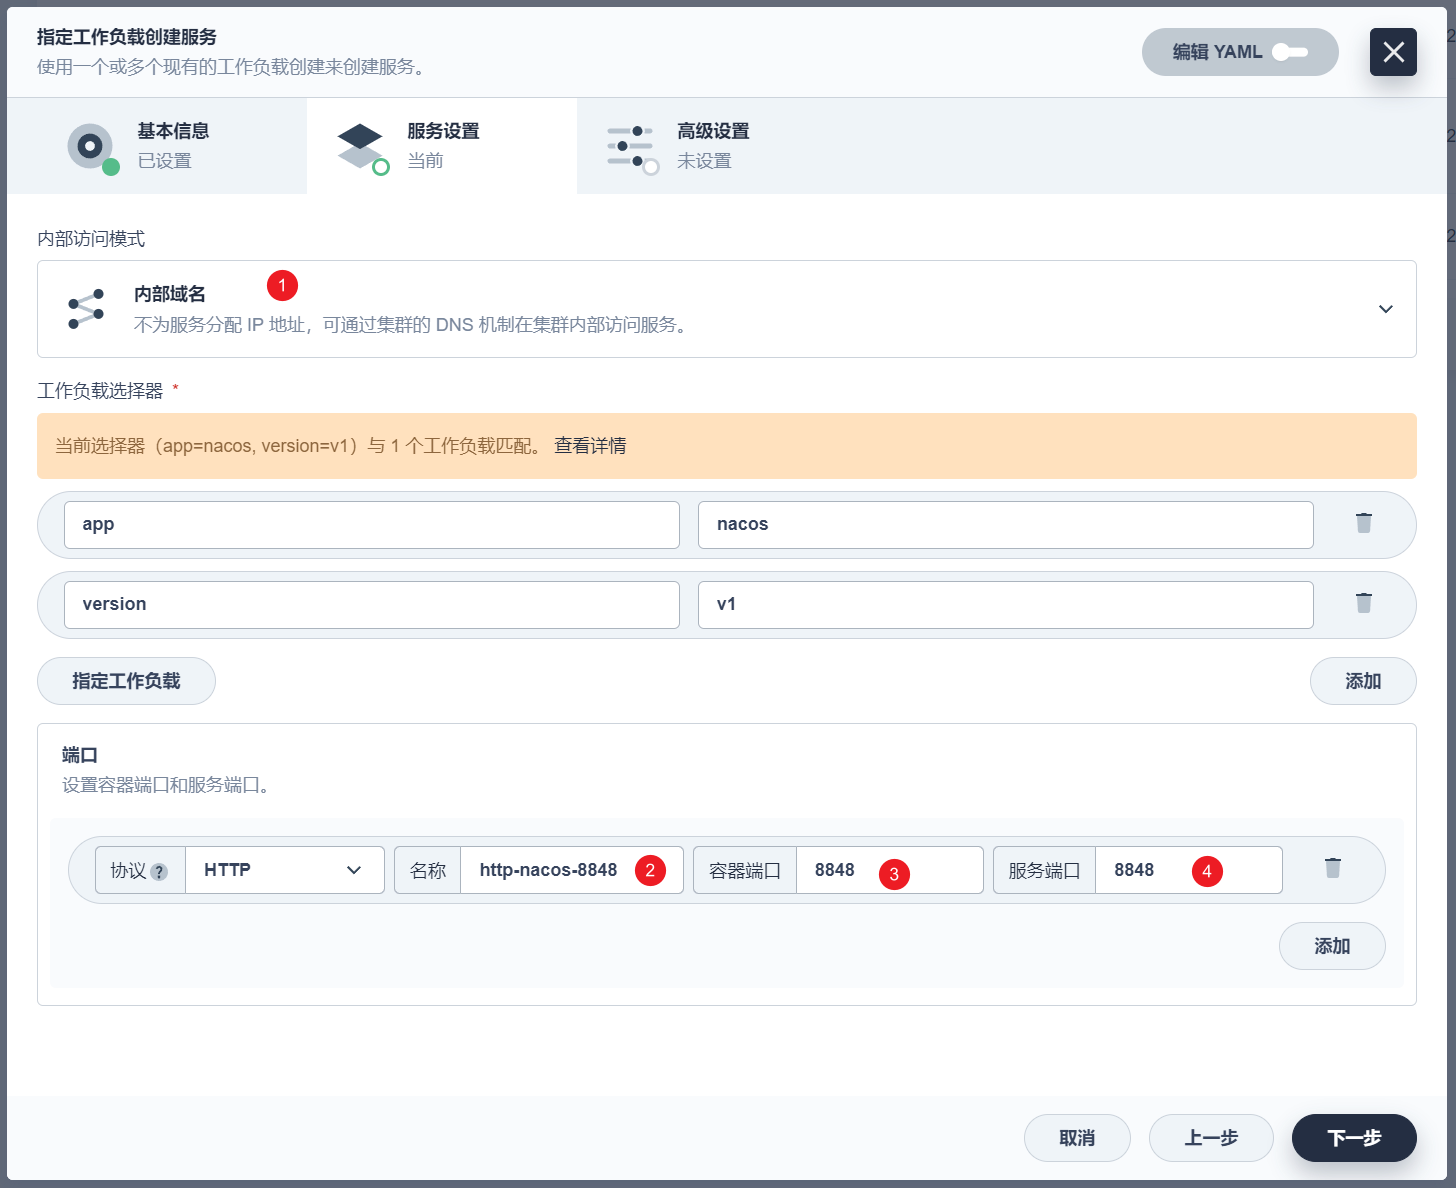 指定工作负载创建服务
使用一个或多个现有的工作负载创建来创建服务。
编辑 YAML
基本信息
已设置
服务设置
当前
高级设置
未设置
内部访问模式
内部域名
1
不为服务分配 IP 地址，可通过集群的 DNS 机制在集群内部访问服务。
工作负载选择器 *
当前选择器（app=nacos, version=v1）与 1 个工作负载匹配。 查看详情
app nacos
version v1
指定工作负载 添加
端口
设置容器端口和服务端口。
协议 ? HTTP 名称 http-nacos-8848 2 容器端口 8848 3 服务端口 8848 4
添加
取消 上一步 下一步
2
2
2